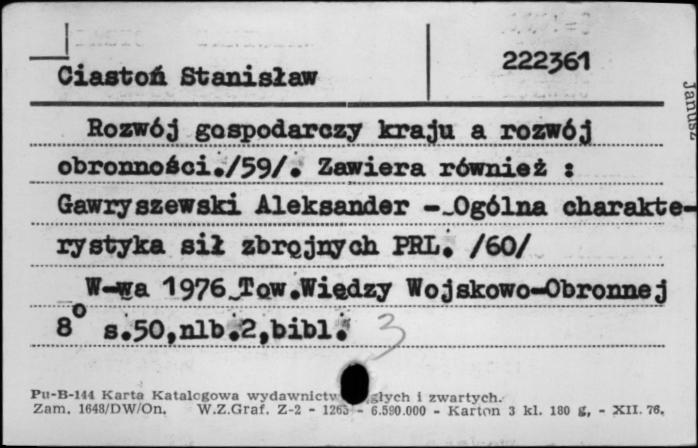 Ciastoń Stanisław
222361
Janusz
Rozwój gospodarczy kraju a rozwój
obronności./59/. Zawiera również :
Gawryszewski Aleksander - Ogólna charakte-
rystyka sił zbrojnych PRL. /60/
W-wa 1976 Tow.Wiedzy Wojskowo-Obronnej
8° s.50,nlb.2,bibl.
3
Pu-B-144 Karta Katalogowa wydawnictw głych i zwartych.
Zam. 1648/DW/On. W.Z.Graf. Z-2 - 1265 - 6.590.000 - Karton 3 kl. 180 g, - XII. 76.